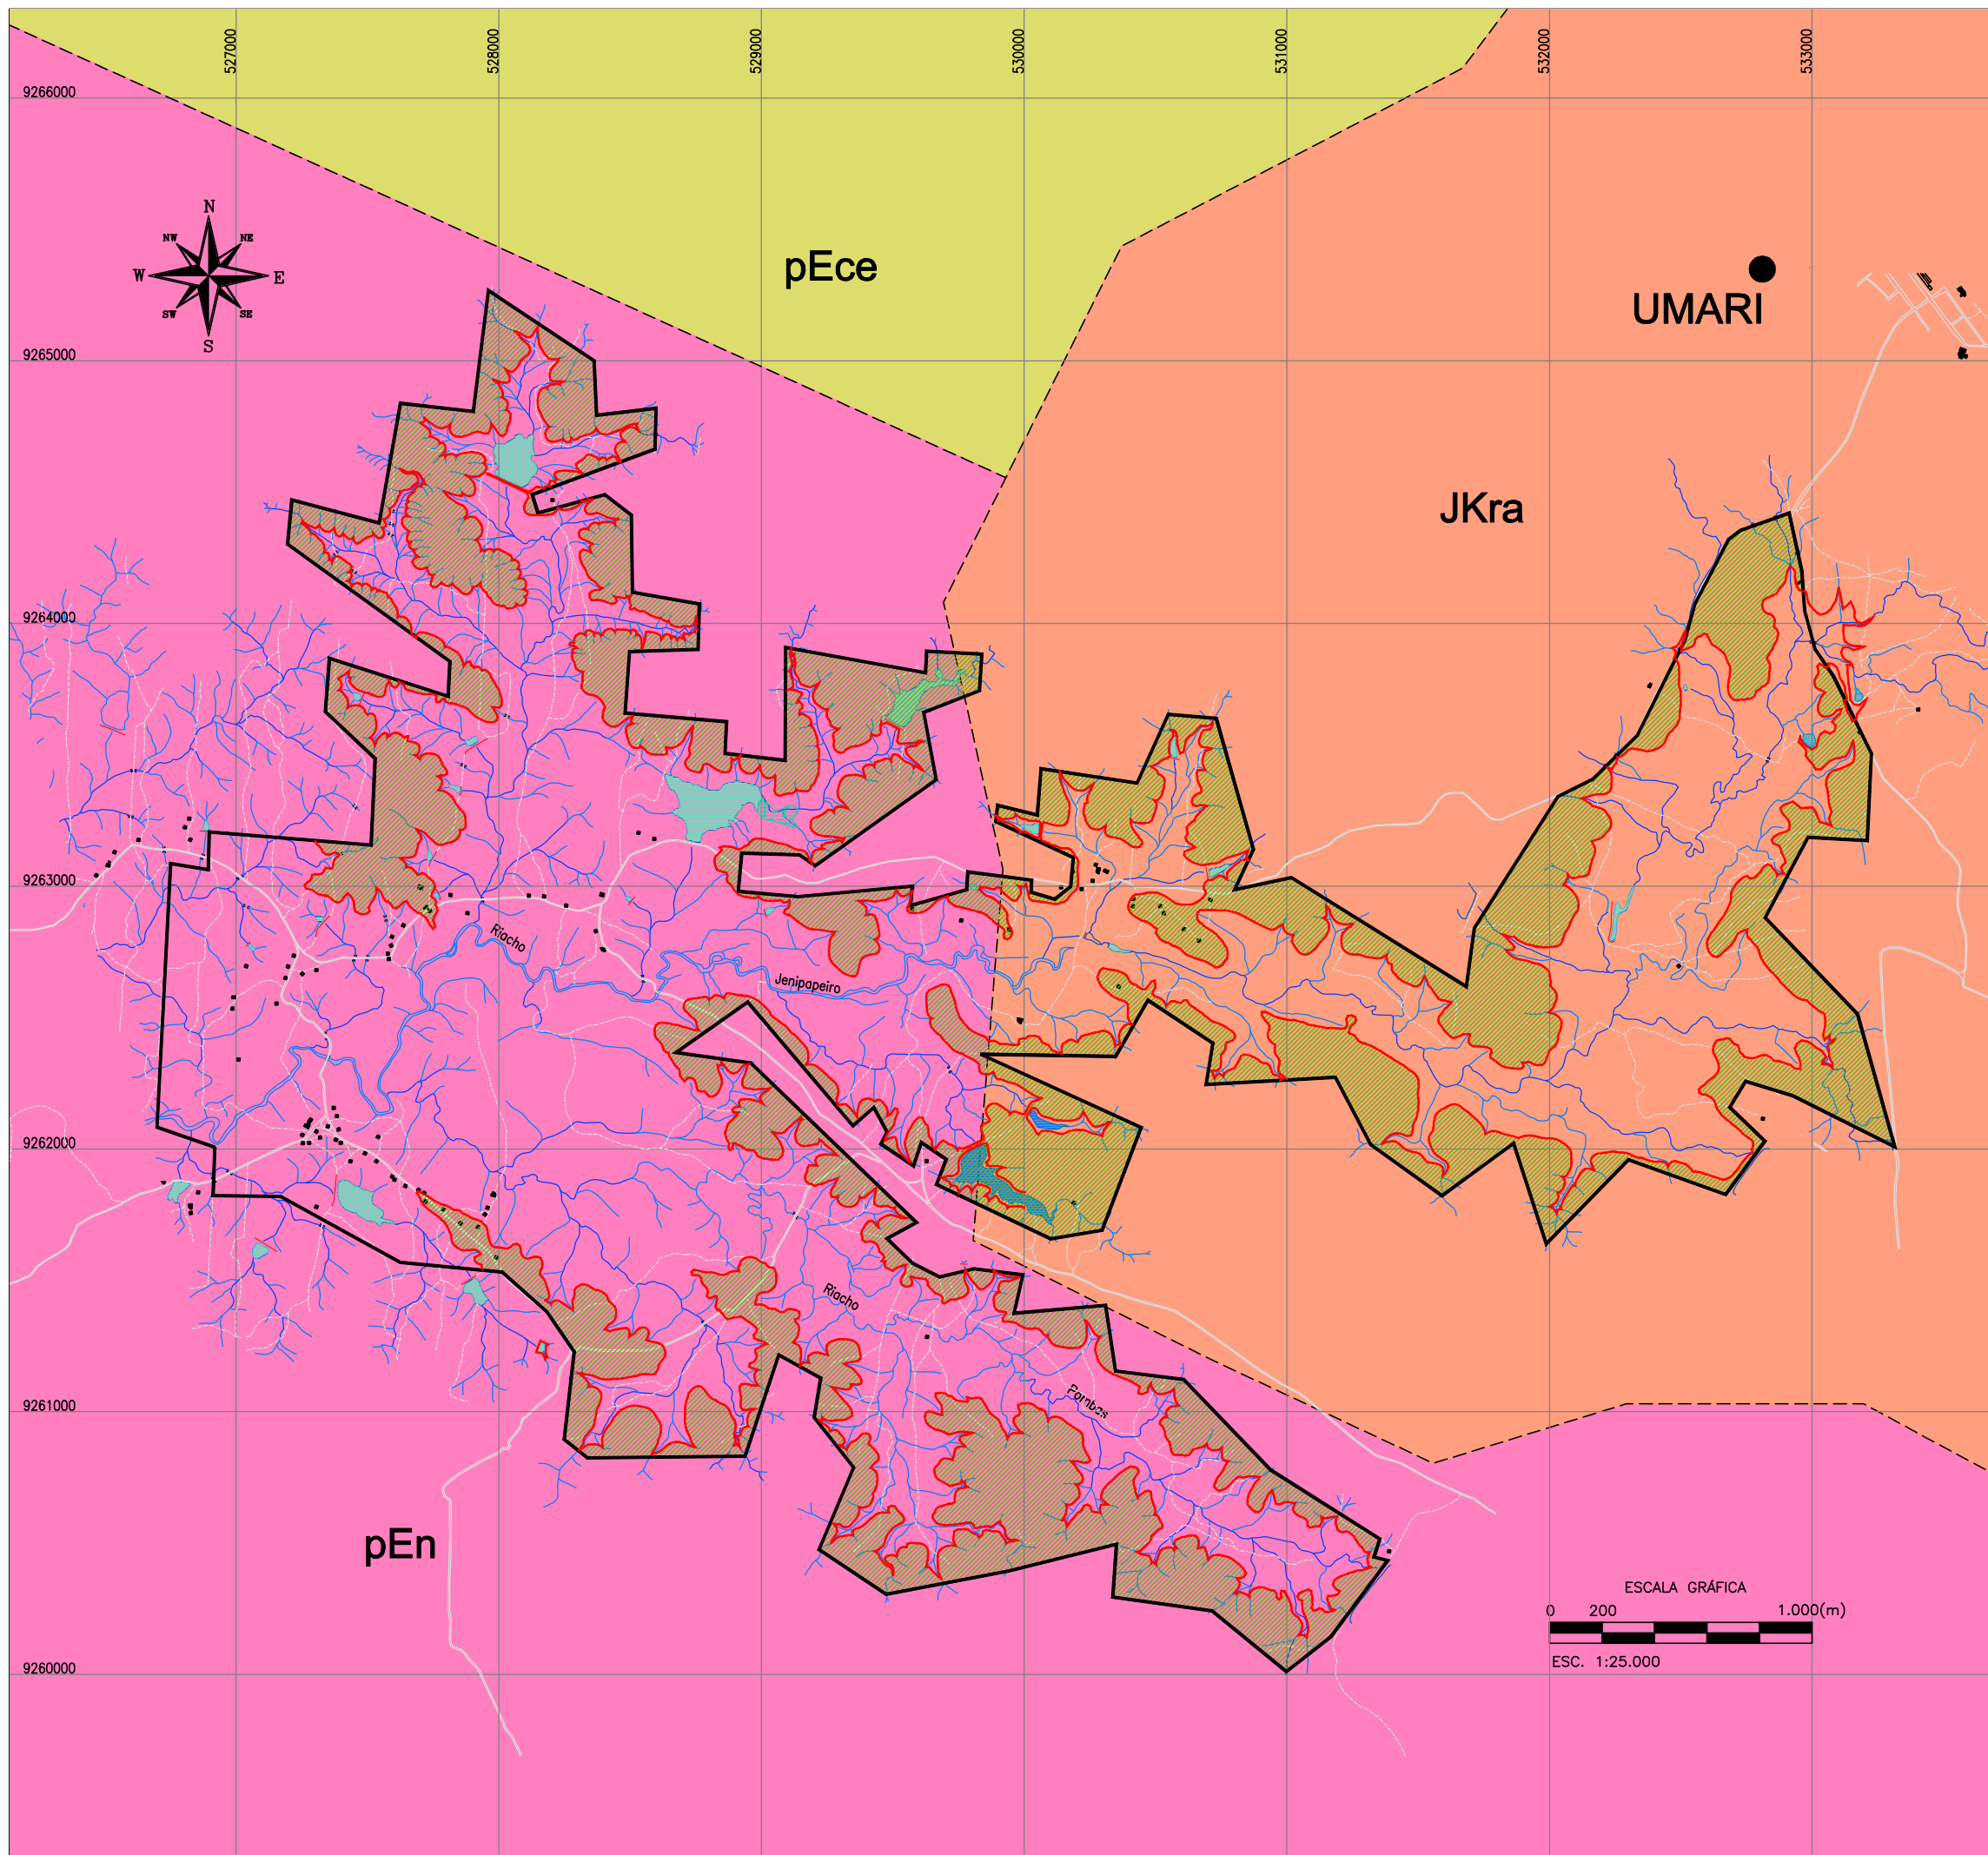 527000
528000
529000
530000
531000
532000
533000
9266000
N
NW
NE
W
E
SW
SE
S
pEce
UMARI
9265000
JKra
9264000
9263000
Riacho
Jenipapeiro
9262000
Riacho
Pombas
9261000
pEn
ESCALA GRÁFICA
0 200 1.000(m)
ESC. 1:25.000
9260000